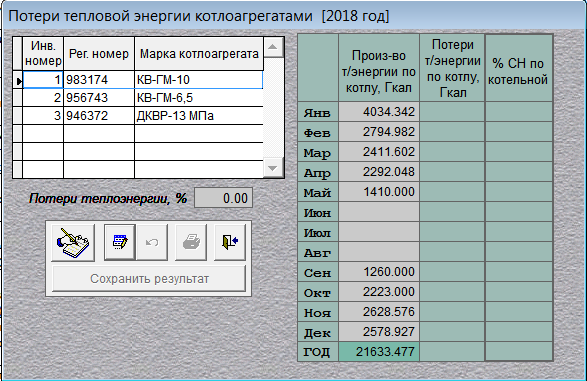 Потери тепловой энергии котлоагрегатами [2018 год]
Инв. номер Рег. номер Марка котлоагрегата
1 983174 КВ-ГМ-10
2 956743 КВ-ГМ-6,5
3 946372 ДКВР-13 МПа
Потери теплоэнергии, % 0.00
Сохранить результат
Произ-во т/энергии по котлу, Гкал Потери т/энергии по котлу, Гкал % СН по котельной
Янв 4034.342
Фев 2794.982
Мар 2411.602
Апр 2292.048
Май 1410.000
Июн
Июл
Авг
Сен 1260.000
Окт 2223.000
Ноя 2628.576
Дек 2578.927
ГОД 21633.477